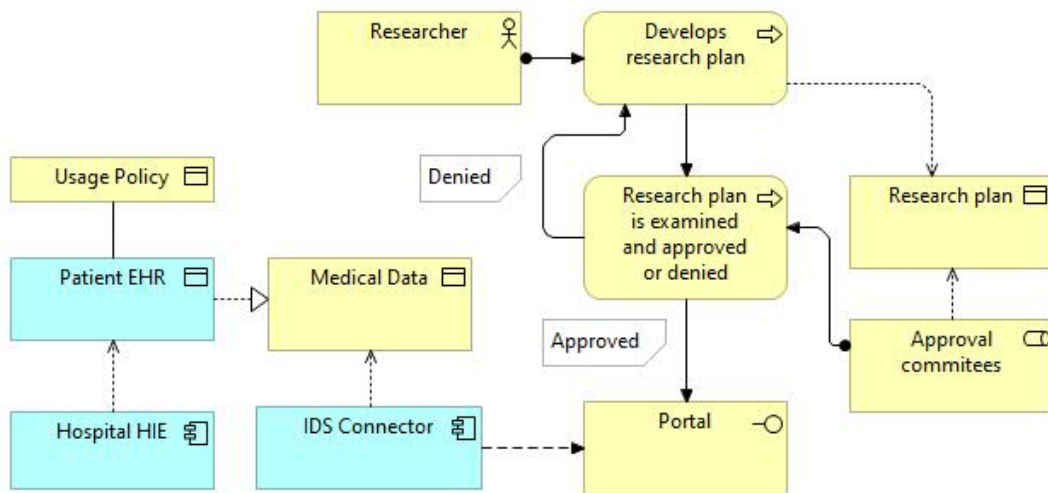 Researcher
Develops
research plan
Denied
Usage Policy
Research plan
is examined
and approved
or denied
Research plan
Patient EHR
Medical Data
Approved
Approval
commitees
Hospital HIE
IDS Connector
Portal